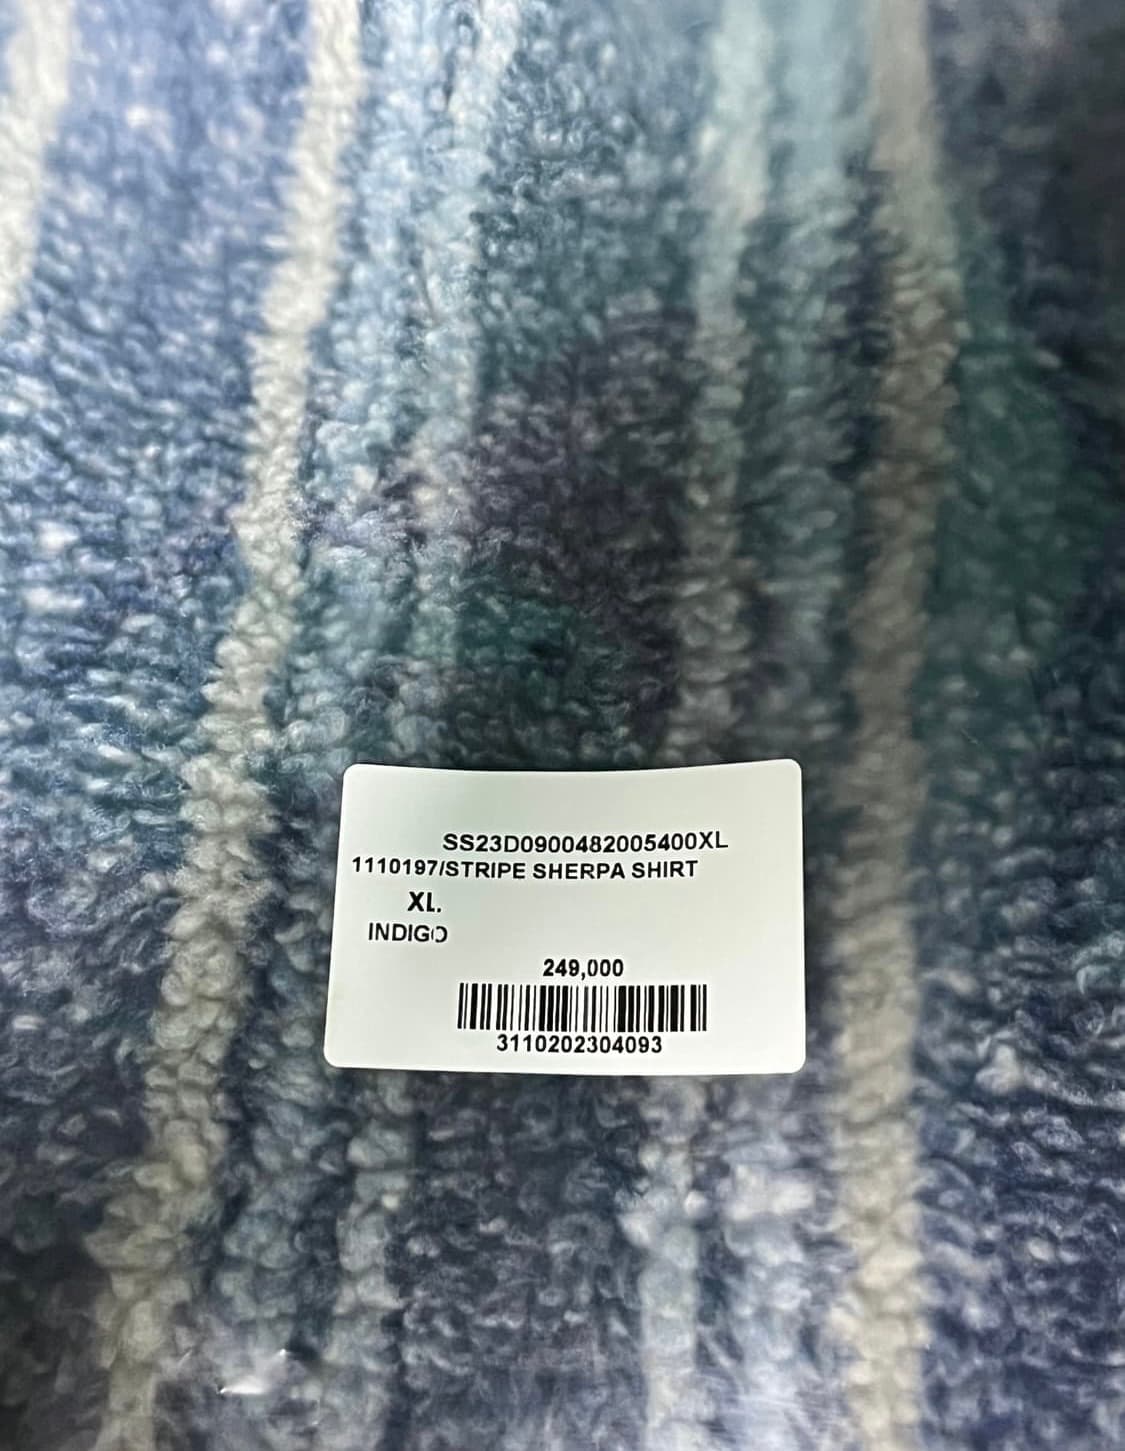 SS23D0900482005400XL
1110197/STRIPE SHERPA SHIRT
XL.
INDIGO
249,000
3110202304093